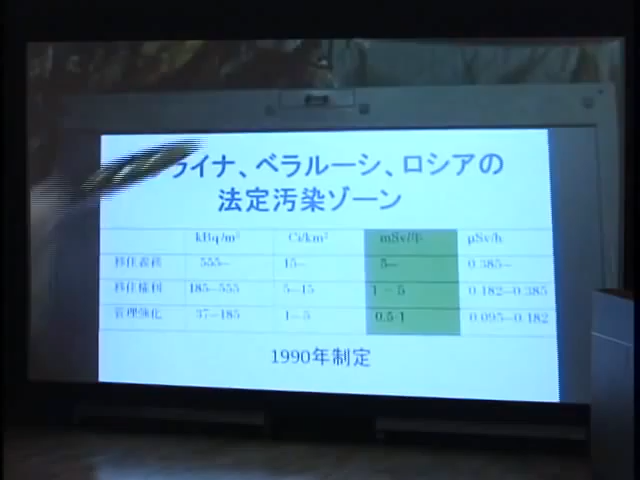 ライナ、ベラルーシ、ロシアの
法定汚染ゾーン
kBq/m² Ci/km² mSv/年 μSv/h
移住義務 555– 15– 5– 0.385–
移住権利 185–555 5–15 1–5 0.182–0.385
管理強化 37–185 1–5 0.5-1 0.095–0.182
1990年制定